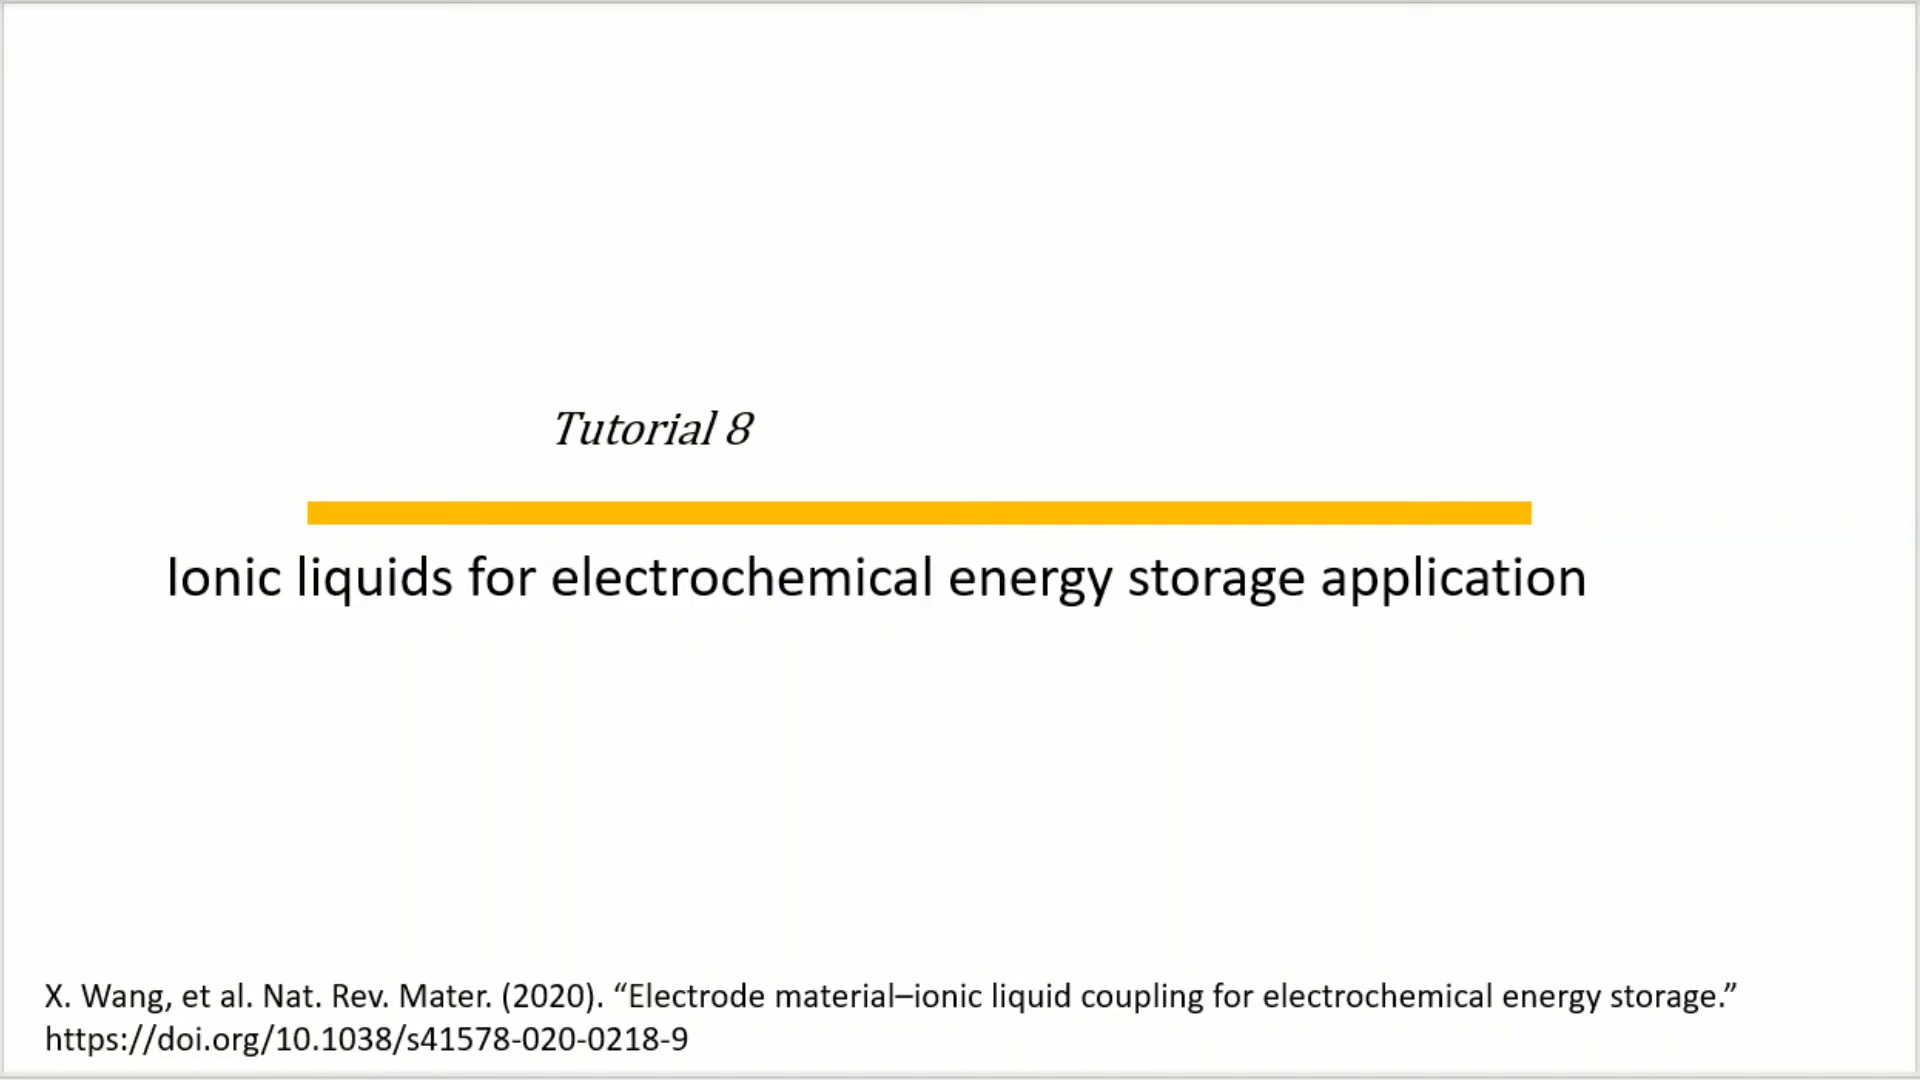 Tutorial 8
Ionic liquids for electrochemical energy storage application
X. Wang, et al. Nat. Rev. Mater. (2020). “Electrode material–ionic liquid coupling for electrochemical energy storage.”
https://doi.org/10.1038/s41578-020-0218-9